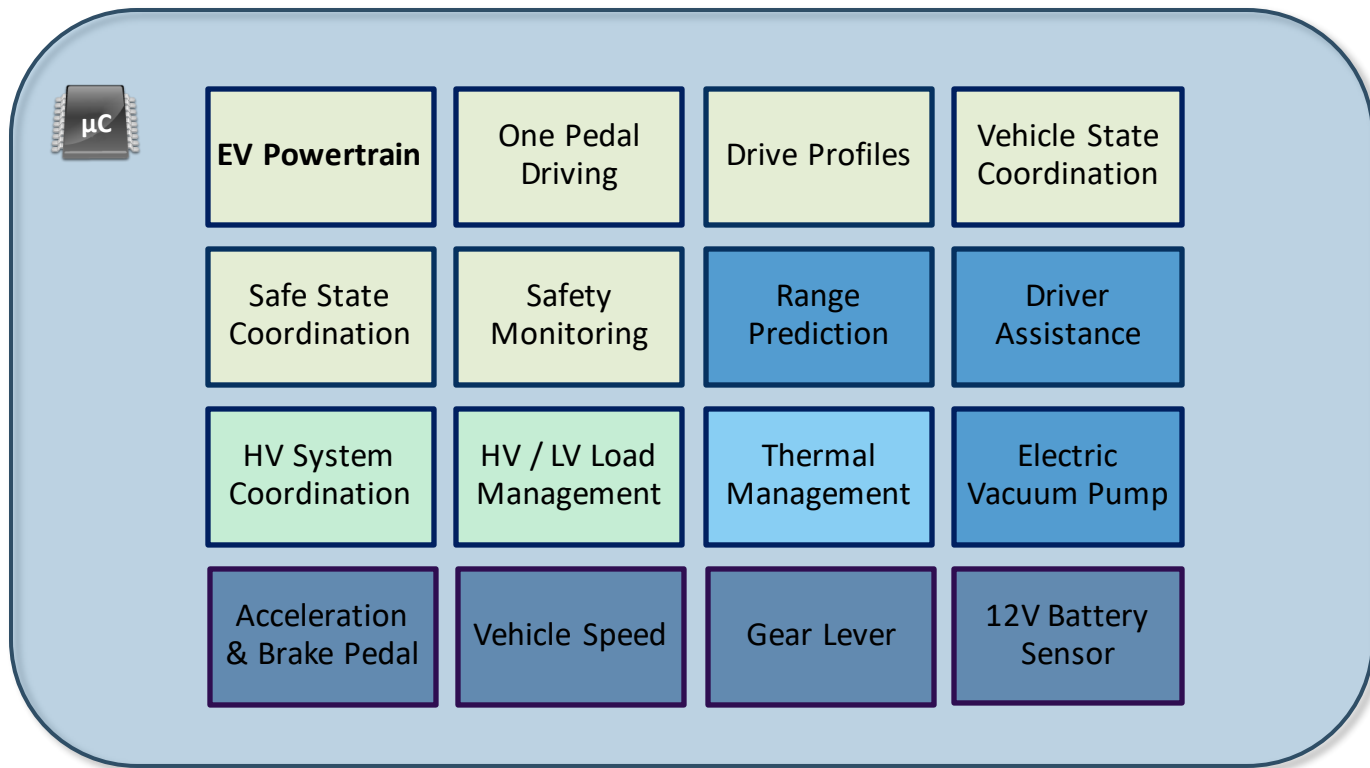 µC
EV Powertrain
One Pedal
Driving
Drive Profiles
Vehicle State
Coordination
Safe State
Coordination
Safety
Monitoring
Range
Prediction
Driver
Assistance
HV System
Coordination
HV / LV Load
Management
Thermal
Management
Electric
Vacuum Pump
Acceleration
& Brake Pedal
Vehicle Speed
Gear Lever
12V Battery
Sensor